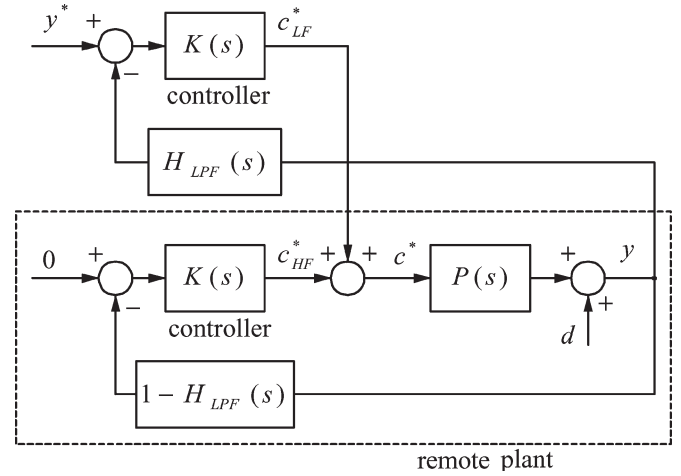 y* + K(s) c*LF
−
controller
H LPF (s)
0 + K(s) c*HF + + c* P(s) + y
− +
controller d
1 − H LPF (s)
remote plant